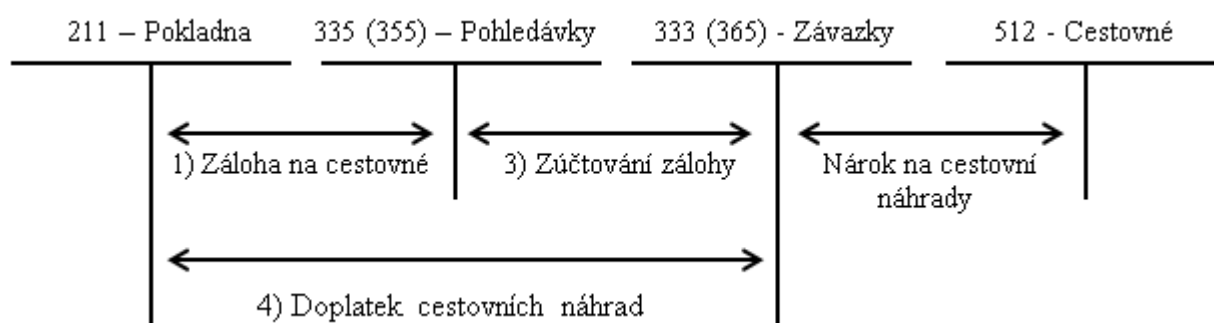 211 – Pokladna
335 (355) – Pohledávky
333 (365) - Závazky
512 - Cestovné
1) Záloha na cestovné
3) Zúčtování zálohy
Nárok na cestovní
náhrady
4) Doplatek cestovních náhrad